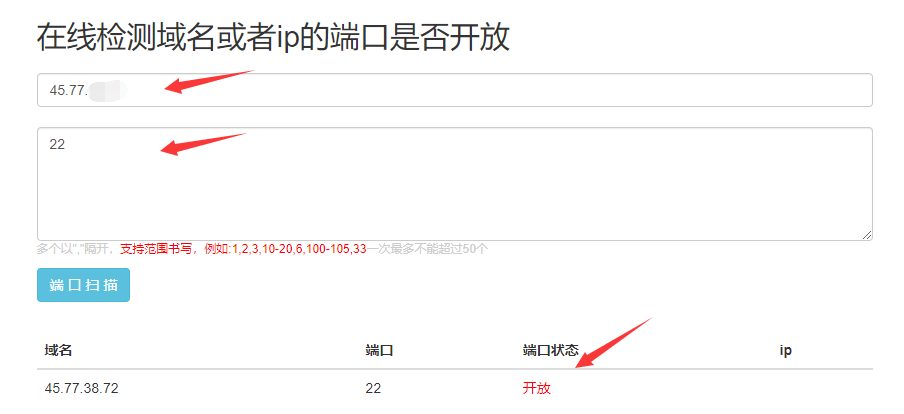 在线检测域名或者ip的端口是否开放
45.77.
22
多个以","隔开，支持范围书写，例如:1,2,3,10-20,6,100-105,33一次最多不能超过50个
端口扫描
域名 端口 端口状态 ip
45.77.38.72 22 开放